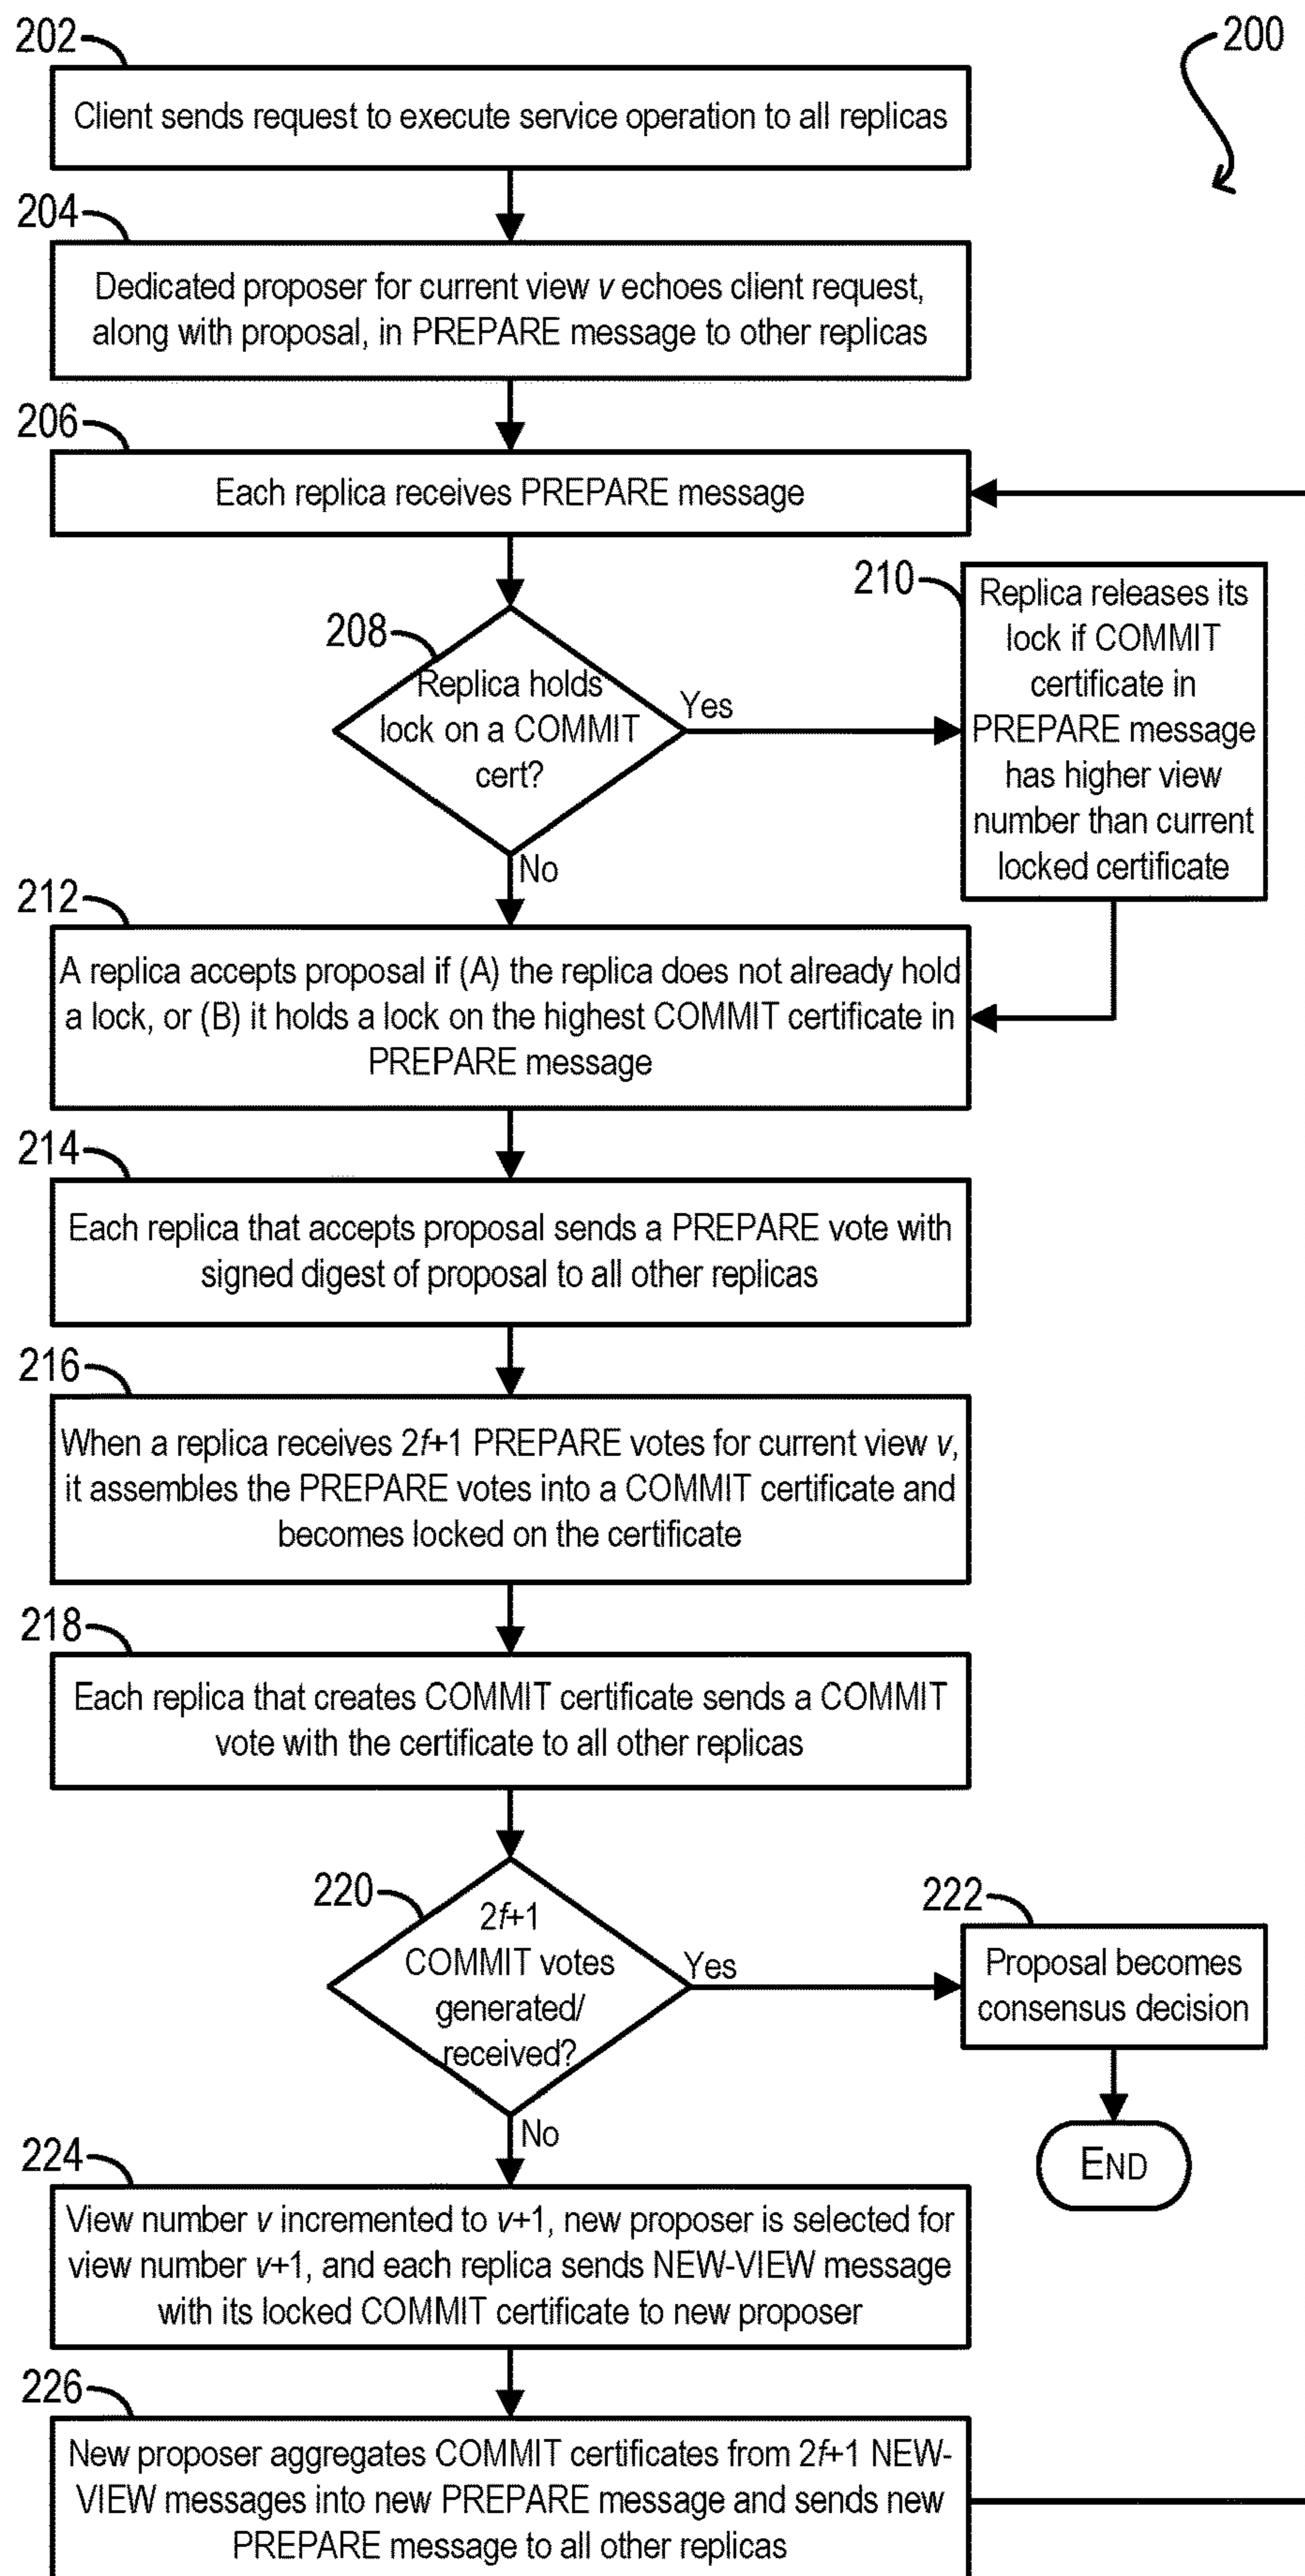 202
200
Client sends request to execute service operation to all replicas
204
Dedicated proposer for current view v echoes client request,
along with proposal, in PREPARE message to other replicas
206
Each replica receives PREPARE message
208
Replica holds
lock on a COMMIT
cert?
Yes
No
210
Replica releases its
lock if COMMIT
certificate in
PREPARE message
has higher view
number than current
locked certificate
212
A replica accepts proposal if (A) the replica does not already hold
a lock, or (B) it holds a lock on the highest COMMIT certificate in
PREPARE message
214
Each replica that accepts proposal sends a PREPARE vote with
signed digest of proposal to all other replicas
216
When a replica receives 2f+1 PREPARE votes for current view v,
it assembles the PREPARE votes into a COMMIT certificate and
becomes locked on the certificate
218
Each replica that creates COMMIT certificate sends a COMMIT
vote with the certificate to all other replicas
220
2f+1
COMMIT votes
generated/
received?
Yes
No
222
Proposal becomes
consensus decision
END
224
View number v incremented to v+1, new proposer is selected for
view number v+1, and each replica sends NEW-VIEW message
with its locked COMMIT certificate to new proposer
226
New proposer aggregates COMMIT certificates from 2f+1 NEW-
VIEW messages into new PREPARE message and sends new
PREPARE message to all other replicas